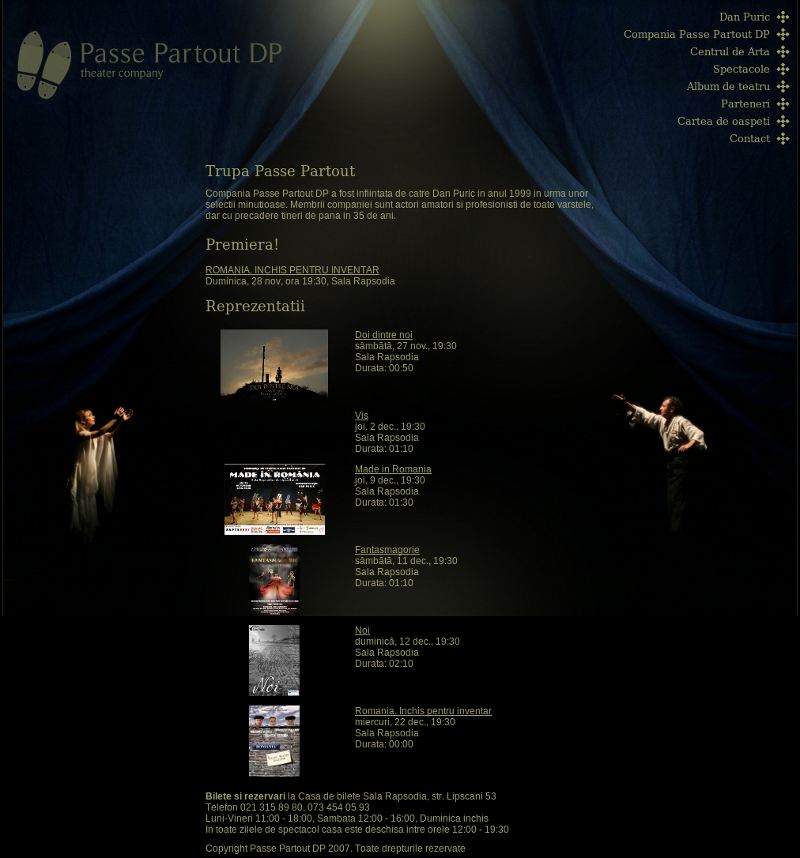 Passe Partout DP
theater company
Dan Puric
Compania Passe Partout DP
Centrul de Arta
Spectacole
Album de teatru
Parteneri
Cartea de oaspeti
Contact
Trupa Passe Partout
Compania Passe Partout DP a fost infiintata de catre Dan Puric in anul 1999 in urma unor
selectii minutioase. Membrii companiei sunt actori amatori si profesionisti de toate varstele,
dar cu precadere tineri de pana in 35 de ani.
Premiera!
ROMANIA. INCHIS PENTRU INVENTAR
Duminica, 28 nov, ora 19:30, Sala Rapsodia
Reprezentatii
DOI DINTRE NOI
Doi dintre noi
sâmbătă, 27 nov., 19:30
Sala Rapsodia
Durata: 00:50
Vis
joi, 2 dec., 19:30
Sala Rapsodia
Durata: 01:10
MADE IN ROMÂNIA
Made in Romania
joi, 9 dec., 19:30
Sala Rapsodia
Durata: 01:30
Fantasmagorie
sâmbătă, 11 dec., 19:30
Sala Rapsodia
Durata: 01:10
Noi
Noi
duminică, 12 dec., 19:30
Sala Rapsodia
Durata: 02:10
Romania. Inchis pentru inventar
miercuri, 22 dec., 19:30
Sala Rapsodia
Durata: 00:00
Bilete si rezervari la Casa de bilete Sala Rapsodia, str. Lipscani 53
Telefon 021 315 89 80, 073 454 05 93
Luni-Vineri 11:00 - 18:00, Sambata 12:00 - 16:00, Duminica inchis
In toate zilele de spectacol casa este deschisa intre orele 12:00 - 19:30
Copyright Passe Partout DP 2007. Toate drepturile rezervate